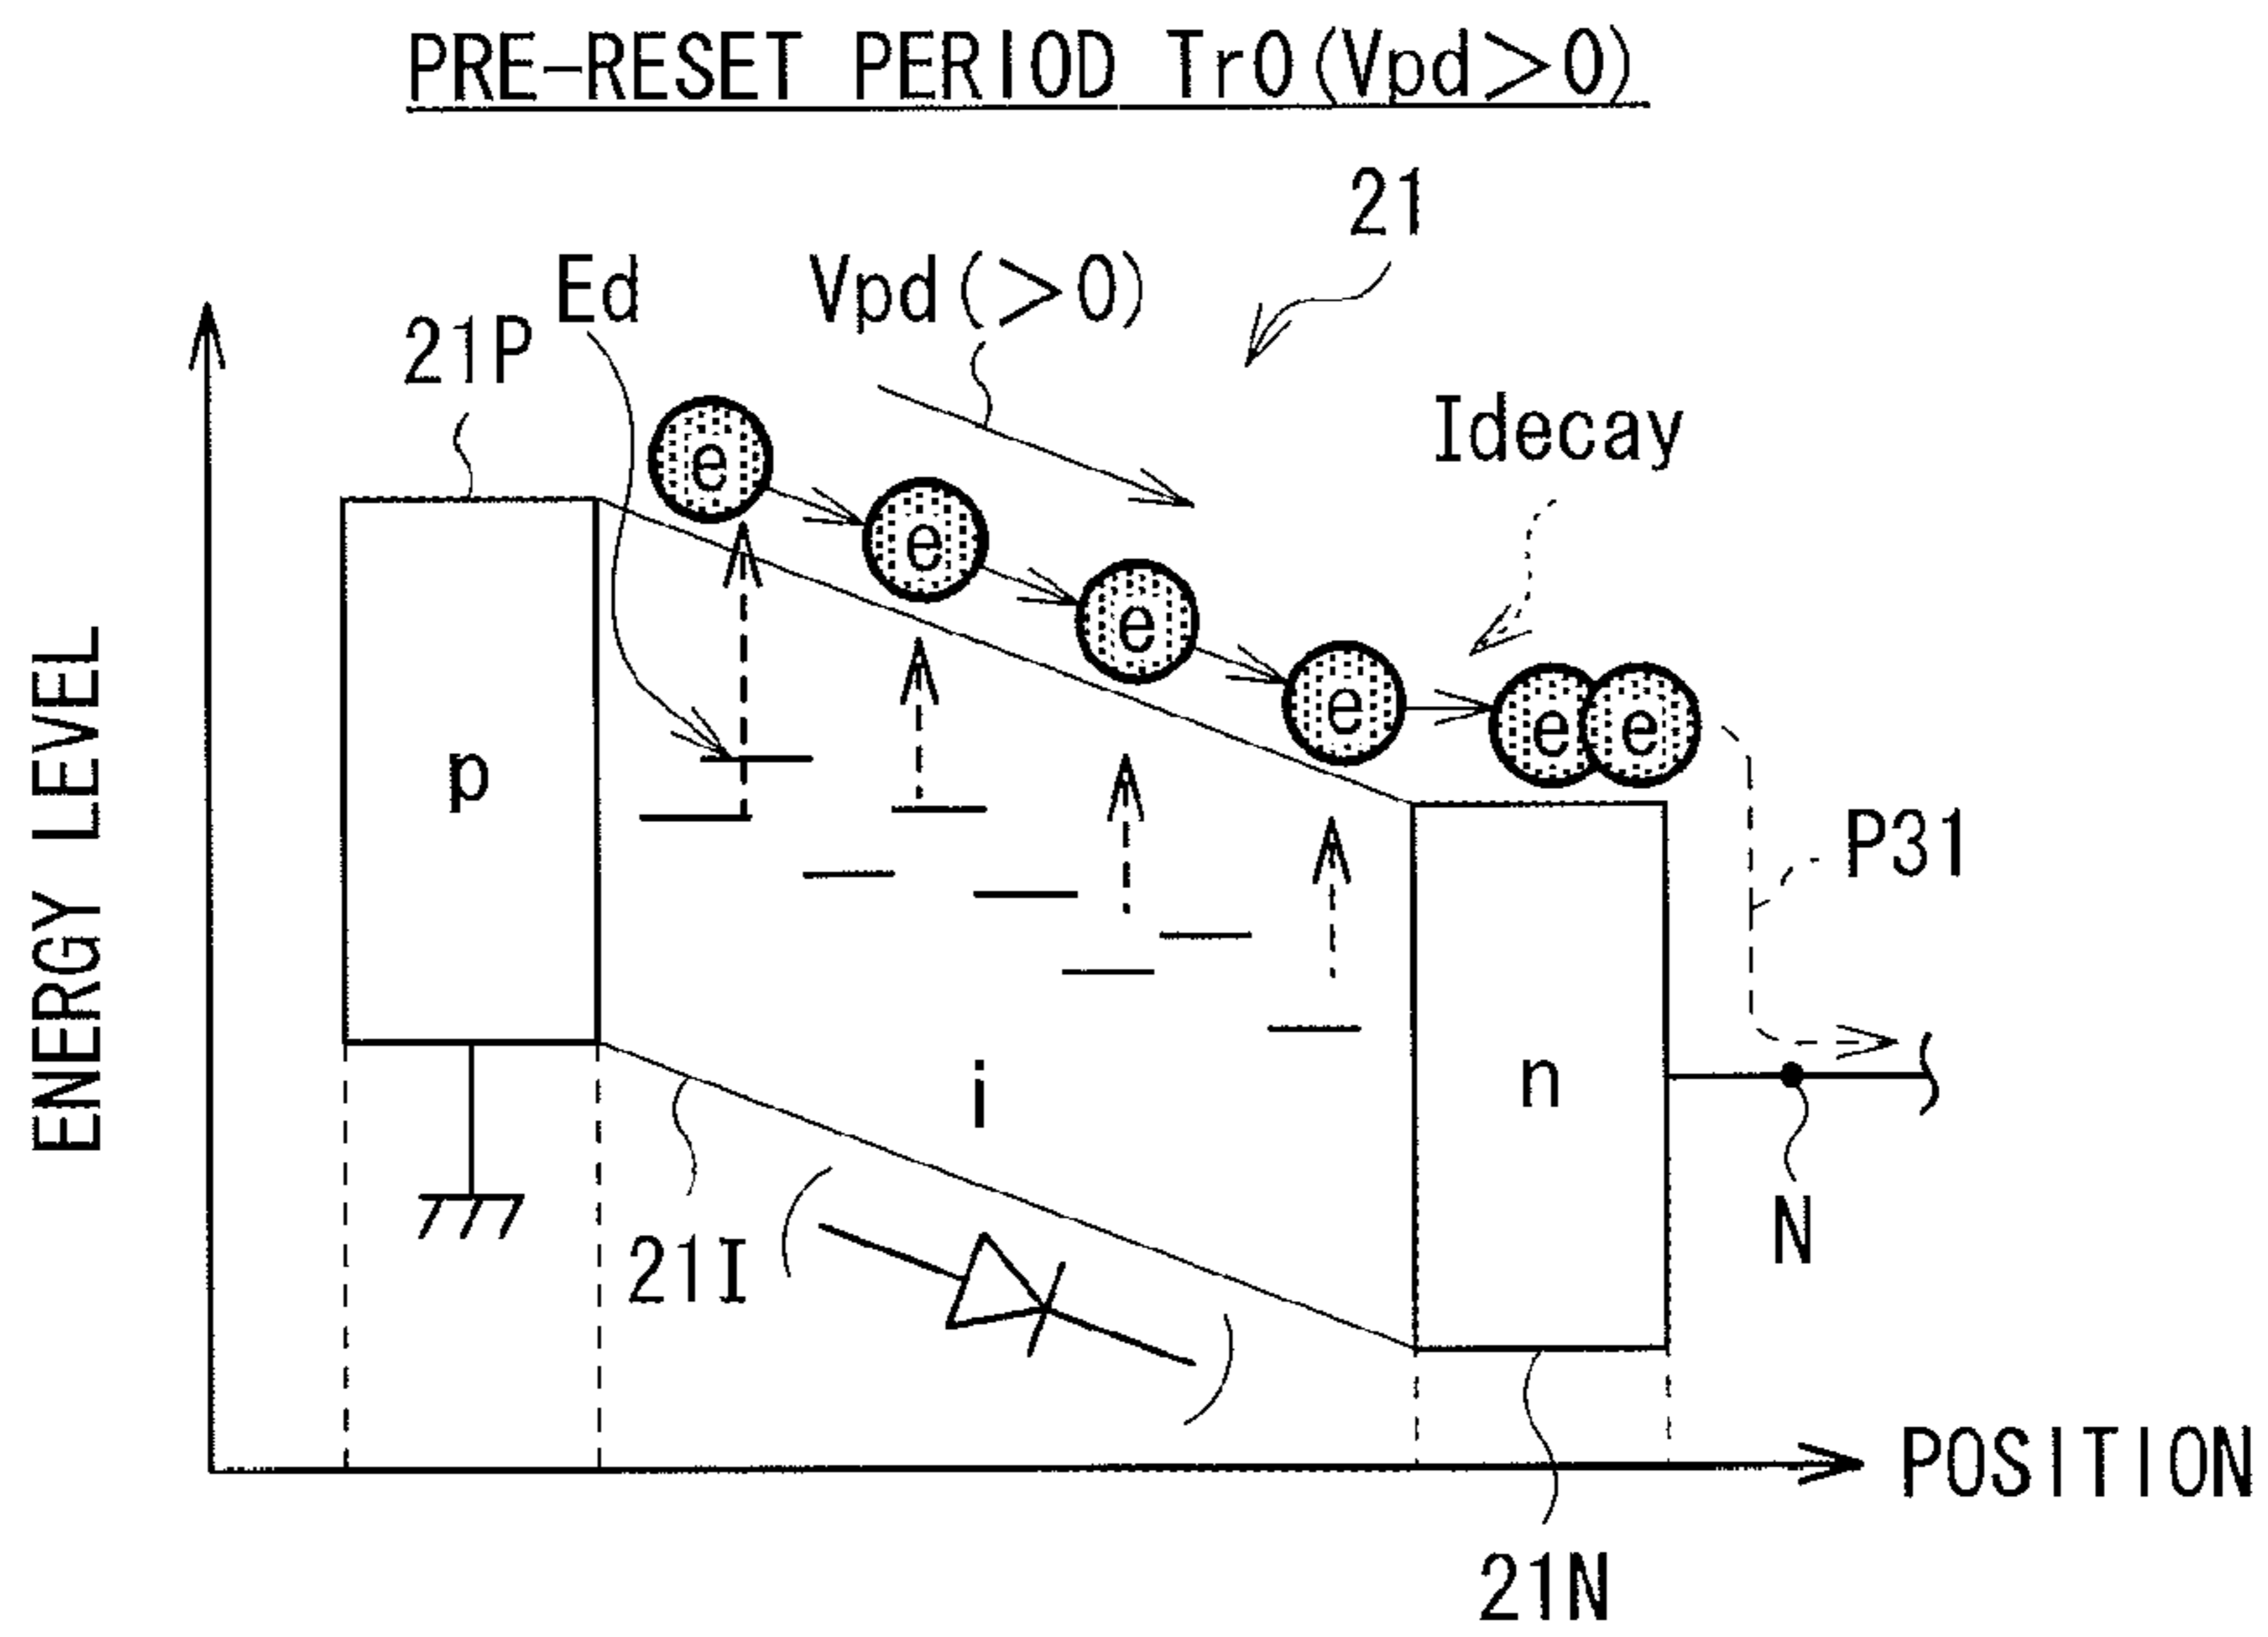 PRE-RESET PERIOD Tr0(Vpd>0)
21
Ed
Vpd(>0)
21P
Idecay
e
e
e
e
e
e
p
P31
ENERGY LEVEL
i
n
N
21I
POSITION
21N